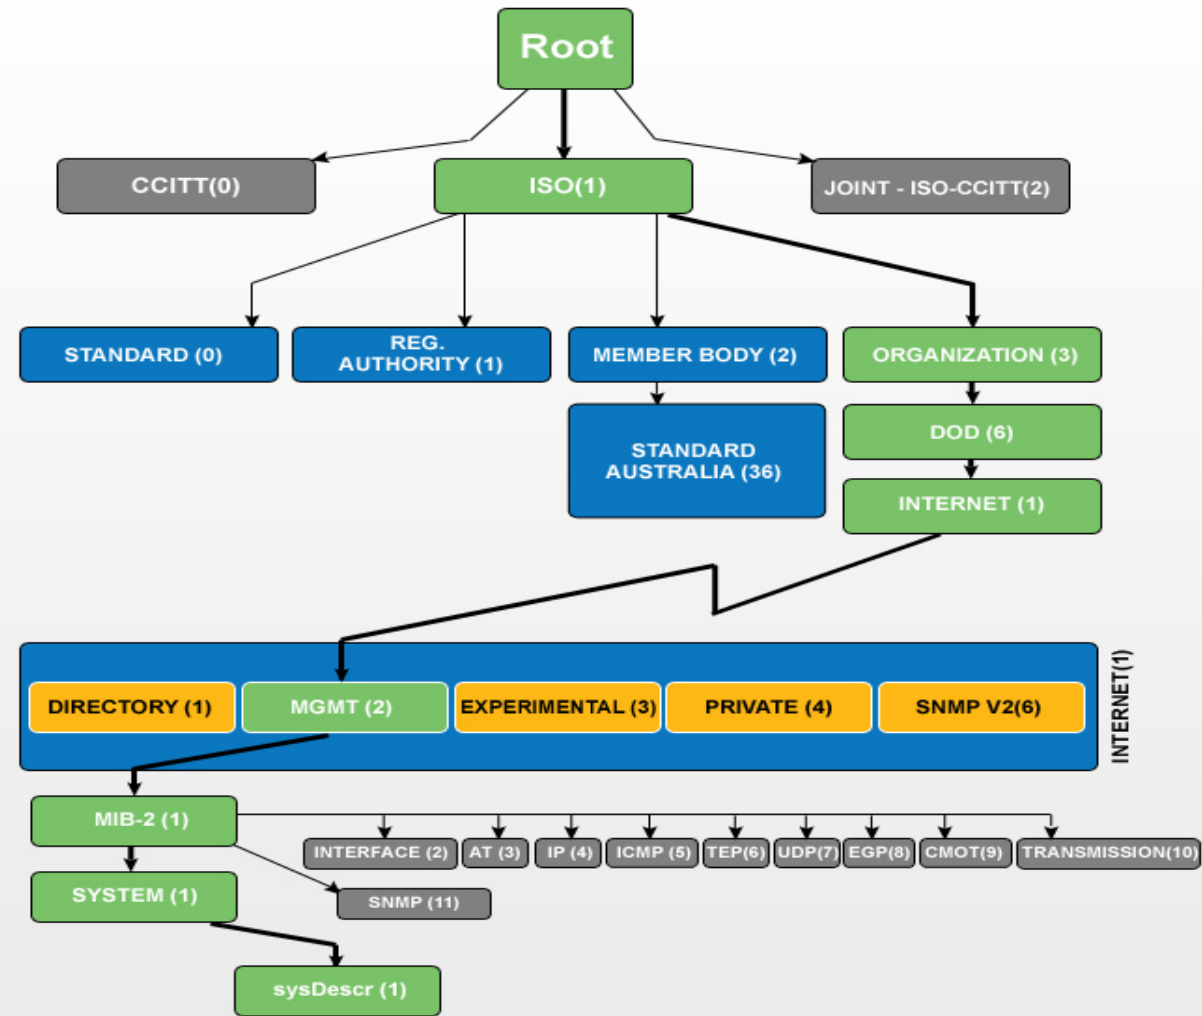 Root
CCITT(0)
ISO(1)
JOINT - ISO-CCITT(2)
STANDARD (0)
REG.
AUTHORITY (1)
MEMBER BODY (2)
ORGANIZATION (3)
DOD (6)
STANDARD
AUSTRALIA (36)
INTERNET (1)
DIRECTORY (1)
MGMT (2)
EXPERIMENTAL (3)
PRIVATE (4)
SNMP V2(6)
INTERNET(1)
MIB-2 (1)
INTERFACE (2)
AT (3)
IP (4)
ICMP (5)
TEP(6)
UDP(7)
EGP(8)
CMOT(9)
TRANSMISSION(10)
SYSTEM (1)
SNMP (11)
sysDescr (1)